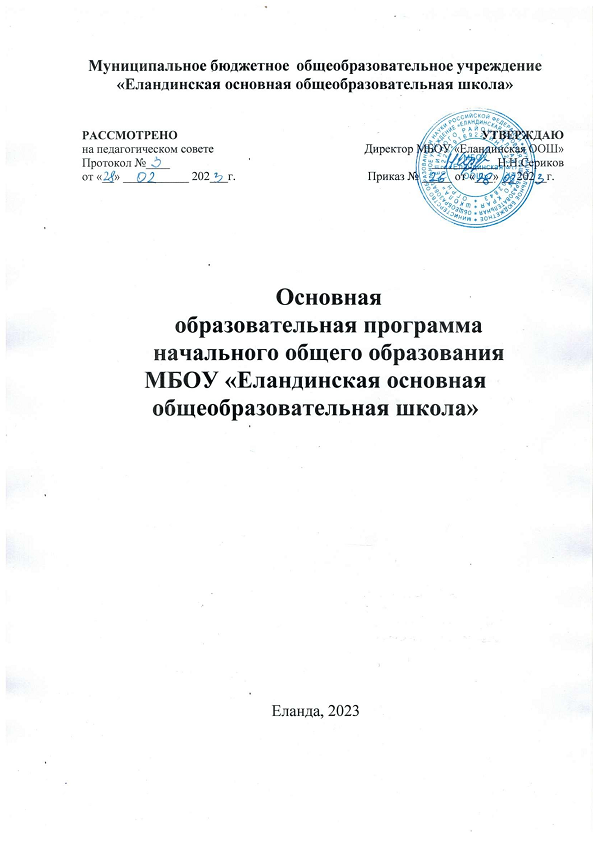 Муниципальное бюджетное общеобразовательное учреждение
«Еландинская основная общеобразовательная школа»
РАССМОТРЕНО
на педагогическом совете
Протокол № 3
от «28» 02 2023 г.
УТВЕРЖДАЮ
Директор МБОУ «Еландинская ООШ»
Н.Н.Сериков
Приказ № 26 от «28» 02 2023 г.
Основная
образовательная программа
начального общего образования
МБОУ «Еландинская основная
общеобразовательная школа»
Еланда, 2023